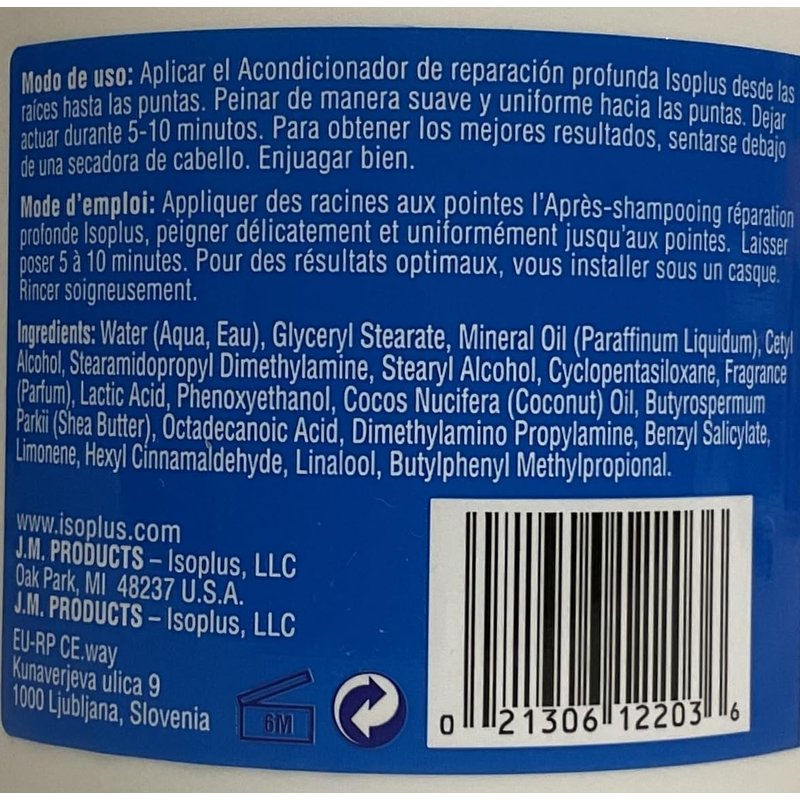 Modo de uso: Aplicar el Acondicionador de reparación profunda Isoplus desde las
raíces hasta las puntas. Peinar de manera suave y uniforme hacia las puntas. Dejar
actuar durante 5-10 minutos. Para obtener los mejores resultados, sentarse debajo
de una secadora de cabello. Enjuagar bien.
Mode d'emploi: Appliquer des racines aux pointes l'Après-shampooing réparation
profonde Isoplus, peigner délicatement et uniformément jusqu'aux pointes. Laisser
poser 5 à 10 minutes. Pour des résultats optimaux, vous installer sous un casque.
Rincer soigneusement.
Ingredients: Water (Aqua, Eau), Glyceryl Stearate, Mineral Oil (Paraffinum Liquidum), Cetyl
Alcohol, Stearamidopropyl Dimethylamine, Stearyl Alcohol, Cyclopentasiloxane, Fragrance
(Parfum), Lactic Acid, Phenoxyethanol, Cocos Nucifera (Coconut) Oil, Butyrospermum
Parkii (Shea Butter), Octadecanoic Acid, Dimethylamino Propylamine, Benzyl Salicylate,
Limonene, Hexyl Cinnamaldehyde, Linalool, Butylphenyl Methylpropional.
www.isoplus.com
J.M. PRODUCTS – Isoplus, LLC
Oak Park, MI 48237 U.S.A.
J.M. PRODUCTS – Isoplus, LLC
EU-RP CE.way
Kunaverjeva ulica 9
1000 Ljubljana, Slovenia
6M
0 21306 12203 6